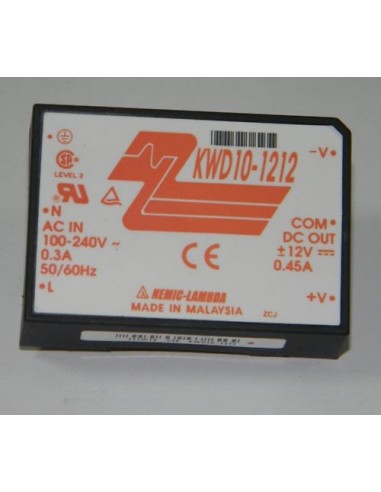 KWD10-1212
-V•
LEVEL 3
•N
AC IN
100-240V ~
0.3A
50/60Hz
•L
COM•
DC OUT
±12V
0.45A
+V•
CE
NEMIC-LAMBDA
MADE IN MALAYSIA
ZCJ